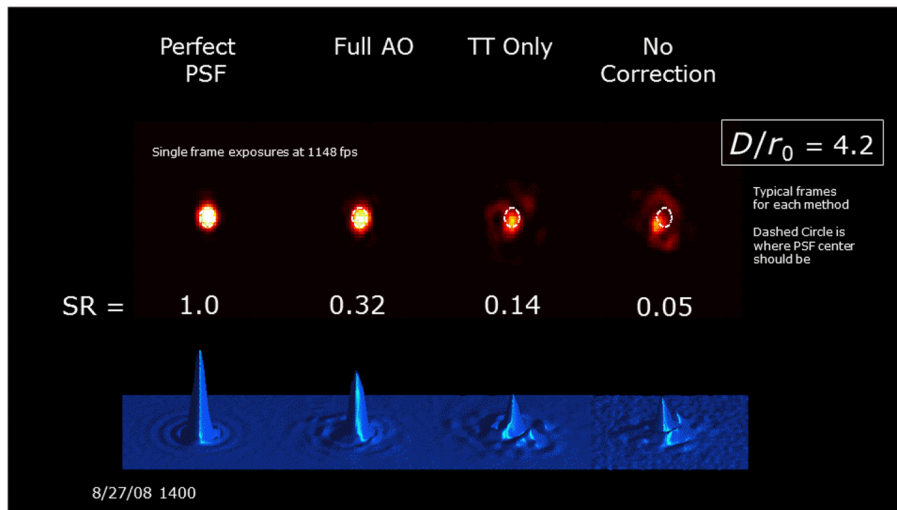 Perfect PSF
Full AO
TT Only
No Correction
Single frame exposures at 1148 fps
D/r₀ = 4.2
Typical frames
for each method
Dashed Circle is
where PSF center
should be
SR = 1.0 0.32 0.14 0.05
8/27/08 1400